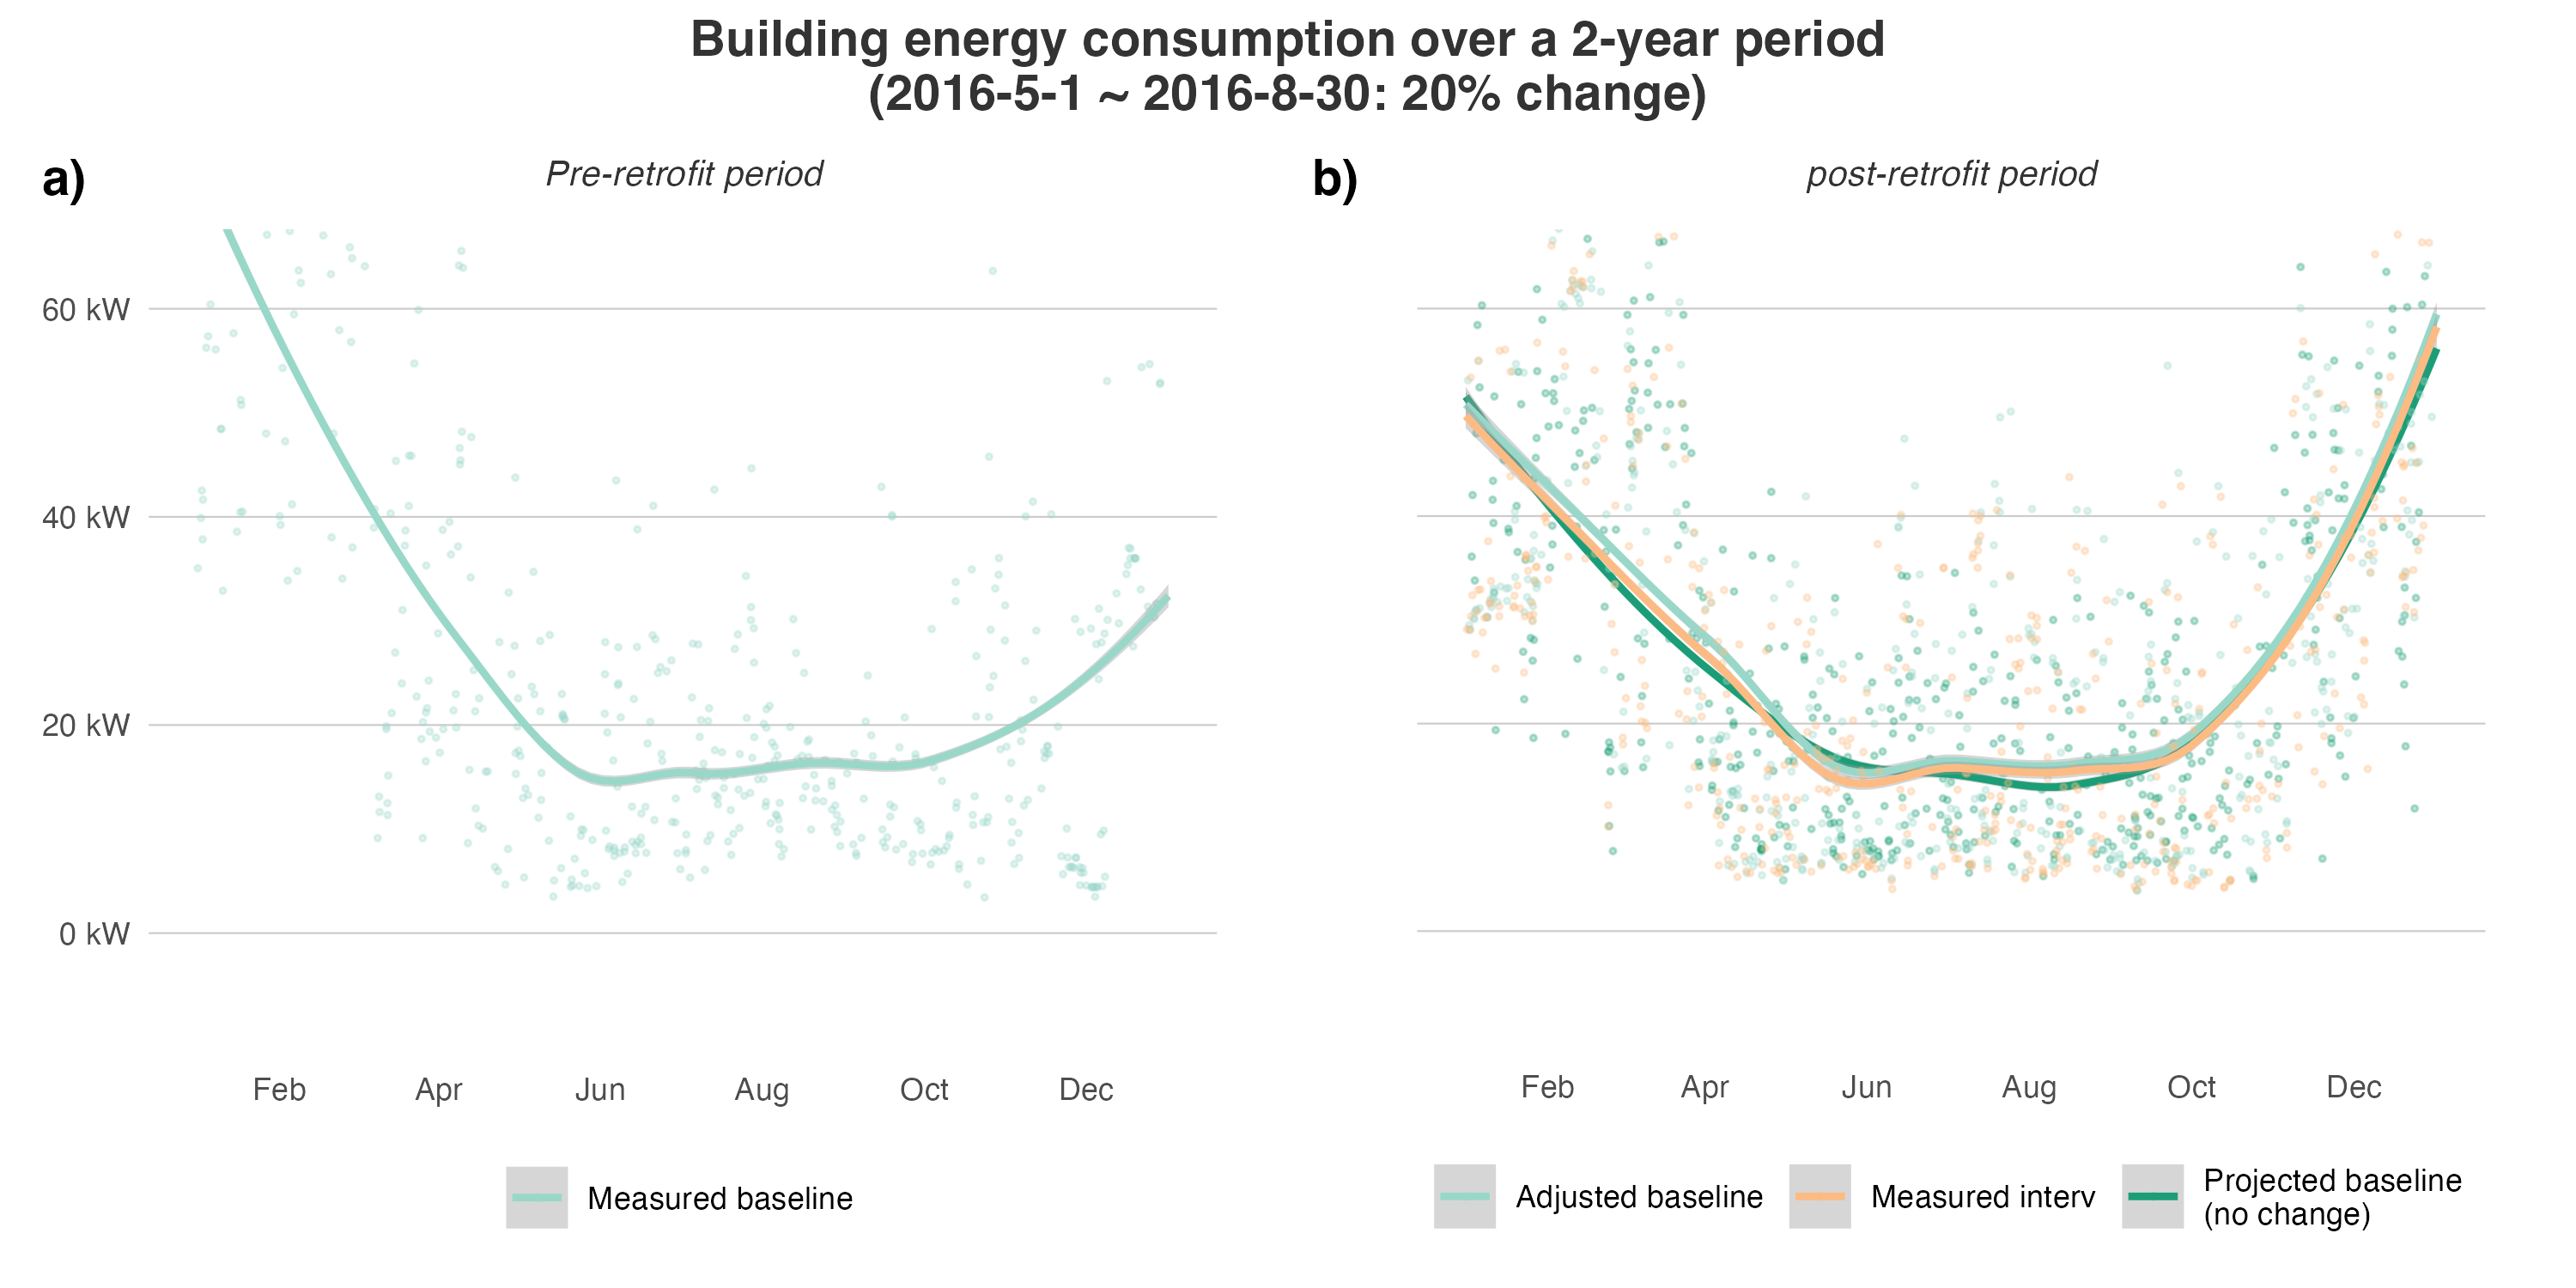 Building energy consumption over a 2-year period
(2016-5-1 ~ 2016-8-30: 20% change)
a)
Pre-retrofit period
60 kW
40 kW
20 kW
0 kW
Feb Apr Jun Aug Oct Dec
Measured baseline
b)
post-retrofit period
Feb Apr Jun Aug Oct Dec
Adjusted baseline
Measured interv
Projected baseline
(no change)